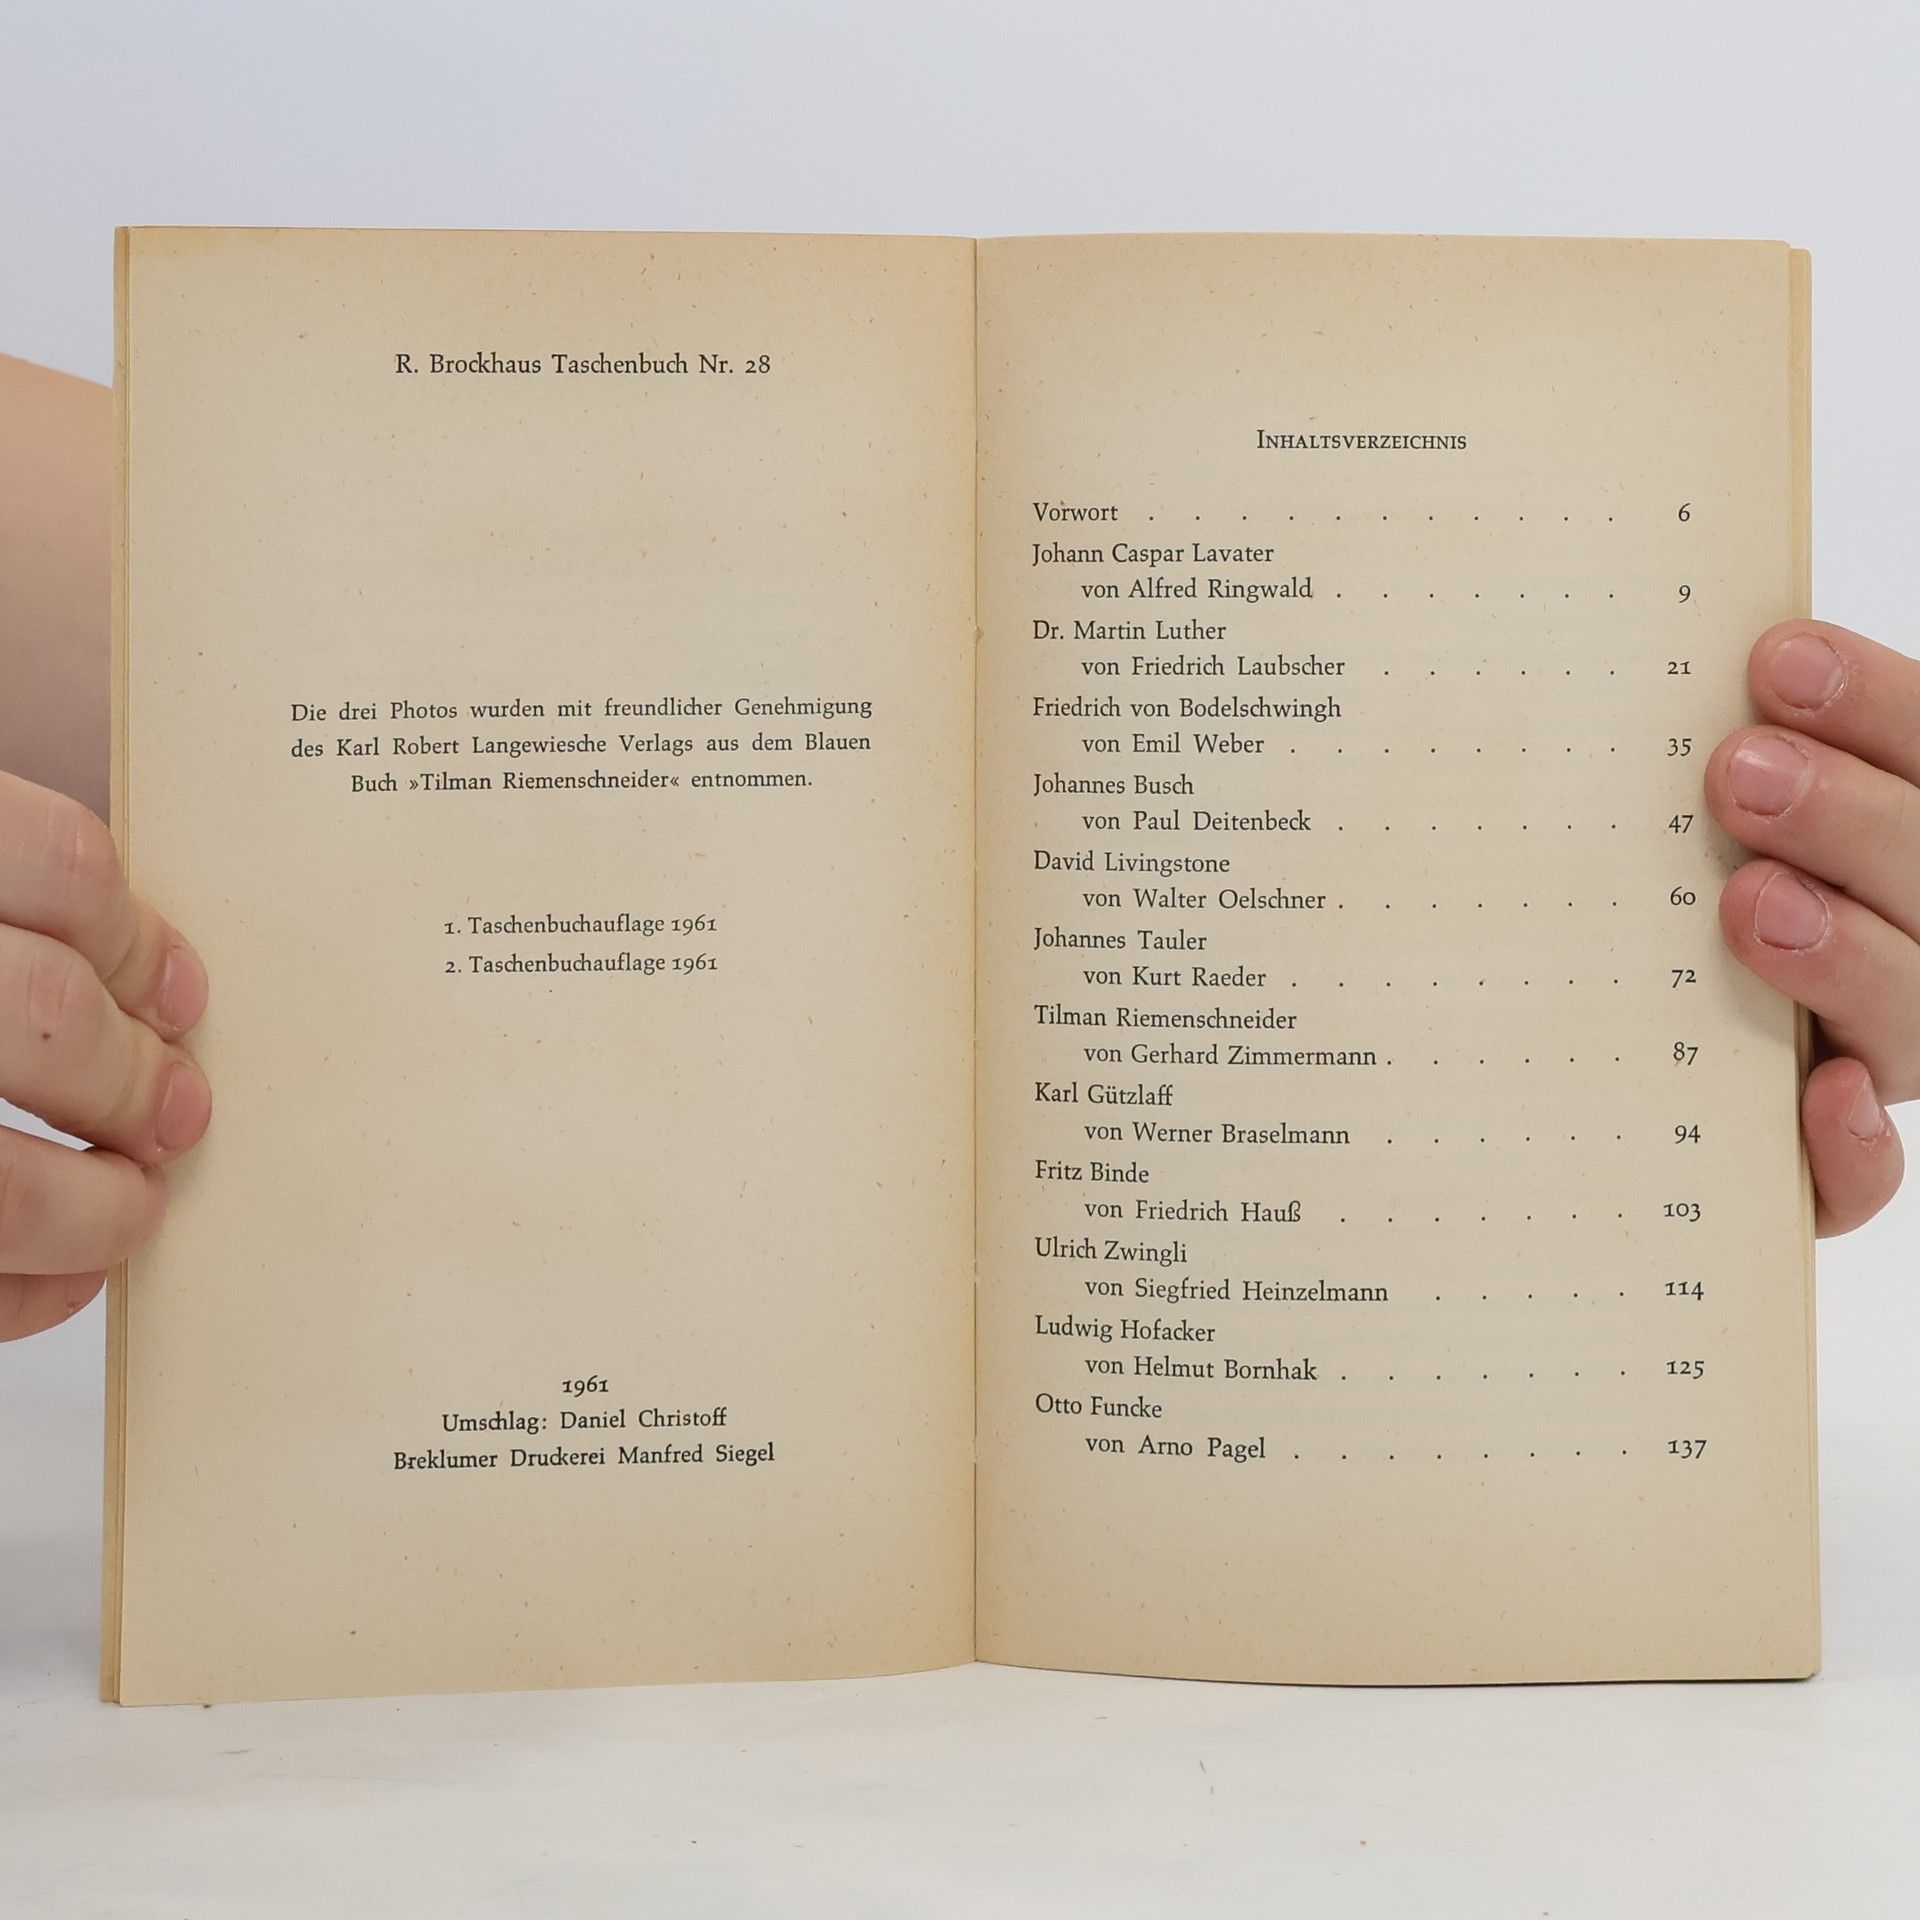 R. Brockhaus Taschenbuch Nr. 28
Die drei Photos wurden mit freundlicher Genehmigung
des Karl Robert Langewiesche Verlags aus dem Blauen
Buch »Tilman Riemenschneider« entnommen.
1. Taschenbuchauflage 1961
2. Taschenbuchauflage 1961
1961
Umschlag: Daniel Christoff
Breklumer Druckerei Manfred Siegel
INHALTSVERZEICHNIS
Vorwort . . . . . . . . . . . 6
Johann Caspar Lavater
von Alfred Ringwald . . . . . . . 9
Dr. Martin Luther
von Friedrich Laubscher . . . . . . 21
Friedrich von Bodelschwingh
von Emil Weber . . . . . . . . 35
Johannes Busch
von Paul Deitenbeck . . . . . . . 47
David Livingstone
von Walter Oelschner . . . . . . . 60
Johannes Tauler
von Kurt Raeder . . . . . . . . 72
Tilman Riemenschneider
von Gerhard Zimmermann . . . . . . 87
Karl Gützlaff
von Werner Braselmann . . . . . . 94
Fritz Binde
von Friedrich Hauß . . . . . . . 103
Ulrich Zwingli
von Siegfried Heinzelmann . . . . . 114
Ludwig Hofacker
von Helmut Bornhak . . . . . . . 125
Otto Funcke
von Arno Pagel . . . . . . . . 137